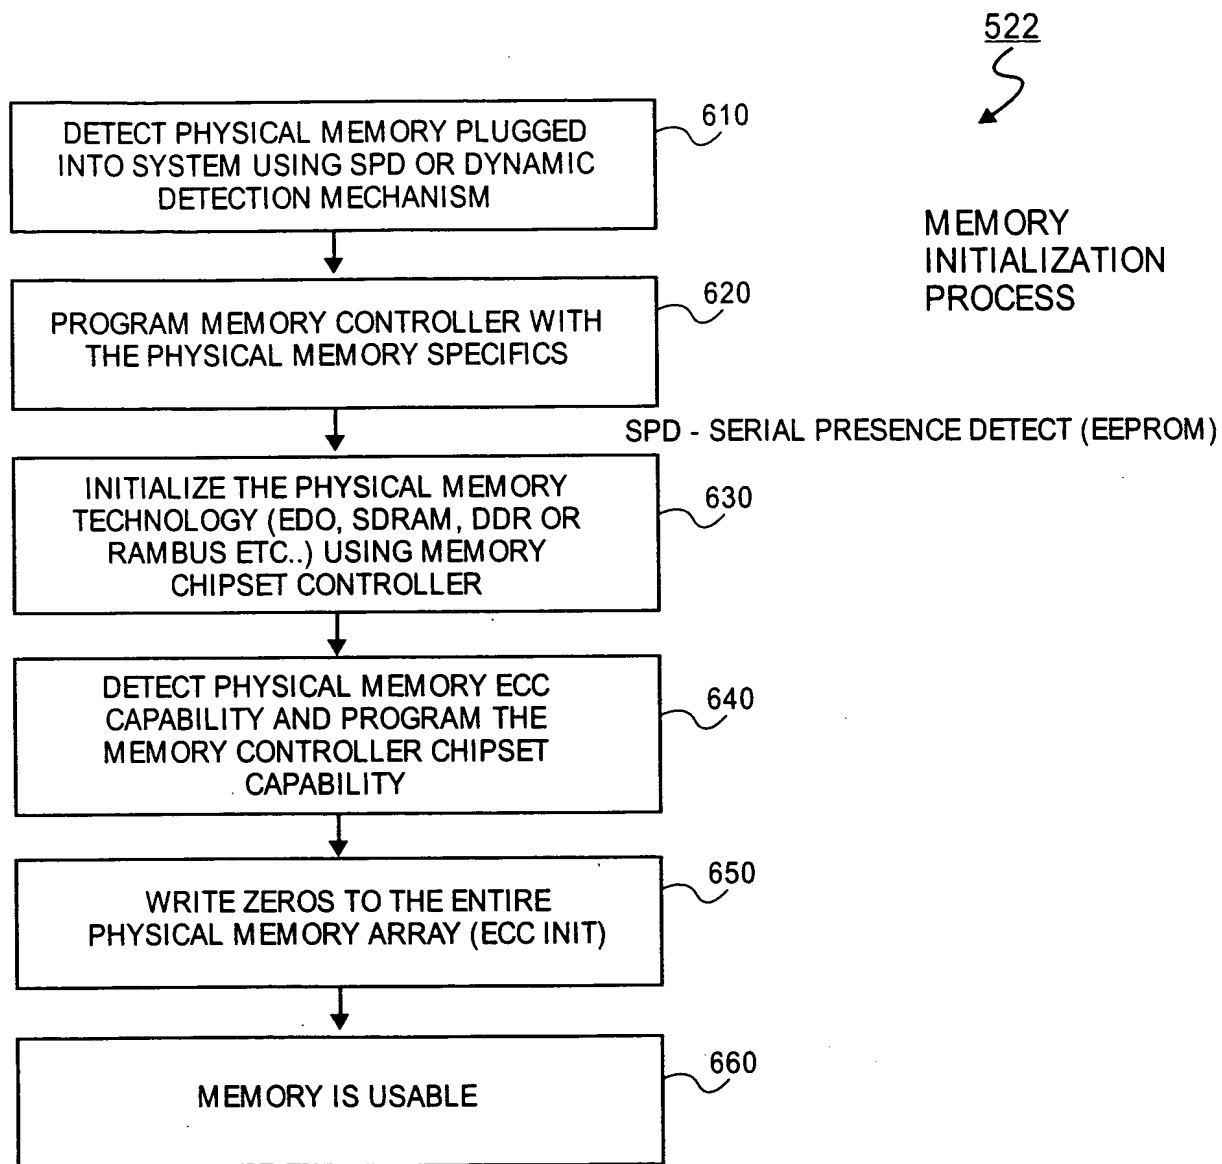 522
DETECT PHYSICAL MEMORY PLUGGED
INTO SYSTEM USING SPD OR DYNAMIC
DETECTION MECHANISM
610
MEMORY
INITIALIZATION
PROCESS
PROGRAM MEMORY CONTROLLER WITH
THE PHYSICAL MEMORY SPECIFICS
620
SPD - SERIAL PRESENCE DETECT (EEPROM)
INITIALIZE THE PHYSICAL MEMORY
TECHNOLOGY (EDO, SDRAM, DDR OR
RAMBUS ETC..) USING MEMORY
CHIPSET CONTROLLER
630
DETECT PHYSICAL MEMORY ECC
CAPABILITY AND PROGRAM THE
MEMORY CONTROLLER CHIPSET
CAPABILITY
640
WRITE ZEROS TO THE ENTIRE
PHYSICAL MEMORY ARRAY (ECC INIT)
650
MEMORY IS USABLE
660